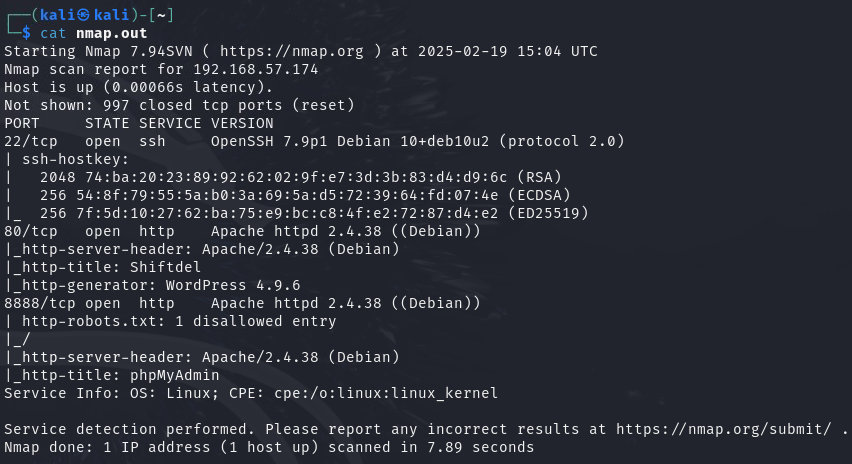 ┌──(kali㉿kali)-[~]
└─$ cat nmap.out
Starting Nmap 7.94SVN ( https://nmap.org ) at 2025-02-19 15:04 UTC
Nmap scan report for 192.168.57.174
Host is up (0.00066s latency).
Not shown: 997 closed tcp ports (reset)
PORT     STATE SERVICE VERSION
22/tcp   open  ssh     OpenSSH 7.9p1 Debian 10+deb10u2 (protocol 2.0)
| ssh-hostkey:
|   2048 74:ba:20:23:89:92:62:02:9f:e7:3d:3b:83:d4:d9:6c (RSA)
|   256 54:8f:79:55:5a:b0:3a:69:5a:d5:72:39:64:fd:07:4e (ECDSA)
|_  256 7f:5d:10:27:62:ba:75:e9:bc:c8:4f:e2:72:87:d4:e2 (ED25519)
80/tcp   open  http    Apache httpd 2.4.38 ((Debian))
|_http-server-header: Apache/2.4.38 (Debian)
|_http-title: Shiftdel
|_http-generator: WordPress 4.9.6
8888/tcp open  http    Apache httpd 2.4.38 ((Debian))
| http-robots.txt: 1 disallowed entry
|_/
|_http-server-header: Apache/2.4.38 (Debian)
|_http-title: phpMyAdmin
Service Info: OS: Linux; CPE: cpe:/o:linux:linux_kernel

Service detection performed. Please report any incorrect results at https://nmap.org/submit/ .
Nmap done: 1 IP address (1 host up) scanned in 7.89 seconds